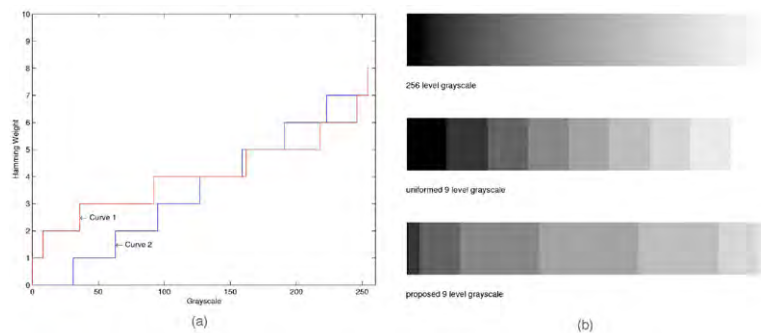 10
9
8
7
6
5
4
3
2
1
0
Hamming Weight
← Curve 1
← Curve 2
0 50 100 150 200 250
Grayscale
(a)
256 level grayscale
uniformed 9 level grayscale
proposed 9 level grayscale
(b)